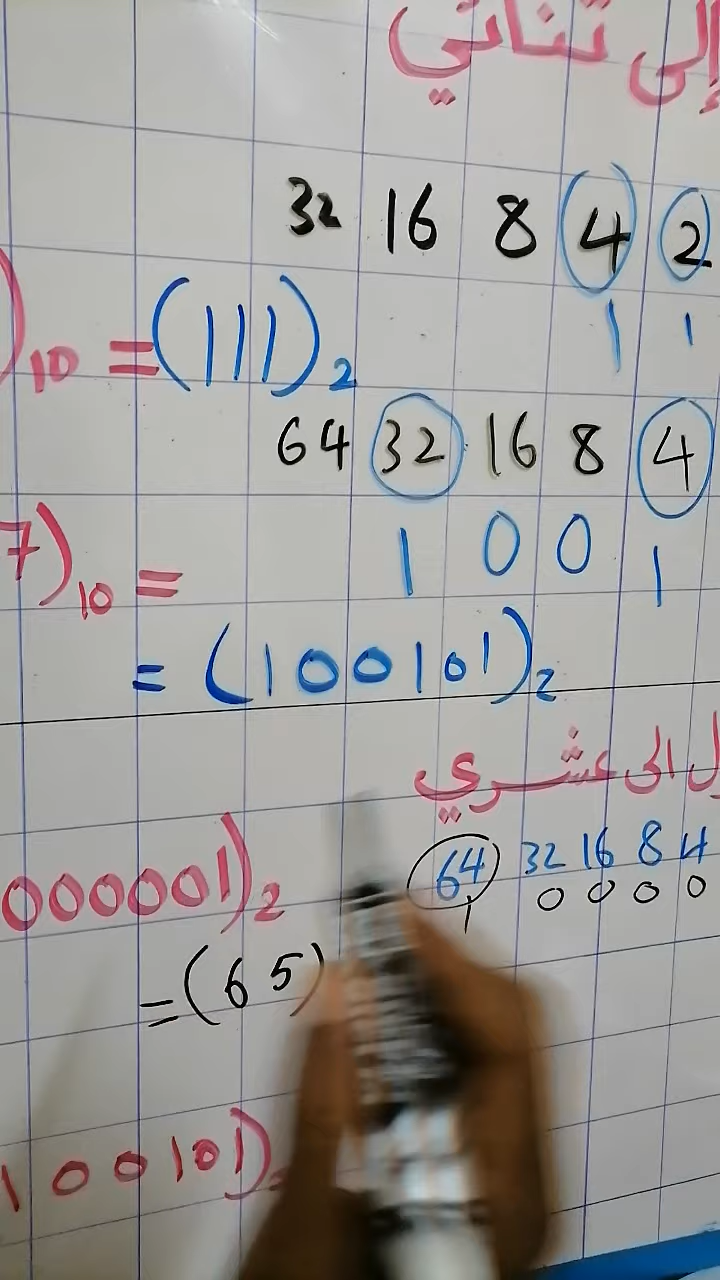 إلى ثنائي
32 16 8 4 2
1 1
)10 = (111)2
64 32 16 8 4
1 0 0 1
7)10 =
= (100101)2
ل الى عشري
64 32 16 8 4
1 0 0 0 0
000001)2
= (65)
100101)